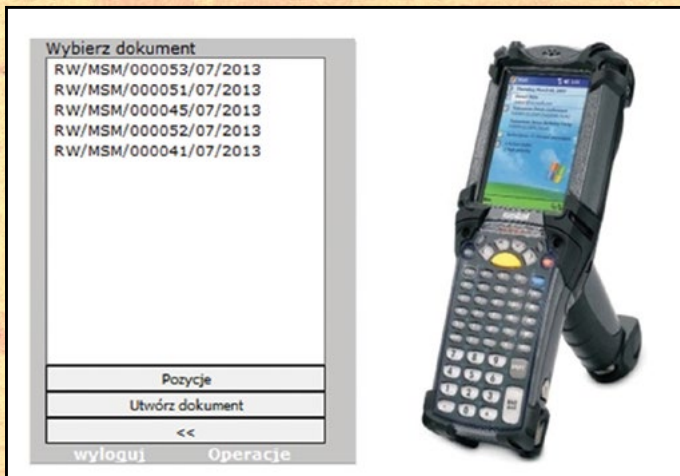 Wybierz dokument
RW/MSM/000053/07/2013
RW/MSM/000051/07/2013
RW/MSM/000045/07/2013
RW/MSM/000052/07/2013
RW/MSM/000041/07/2013
Pozycje
Utwórz dokument
<<
wyloguj Operacje